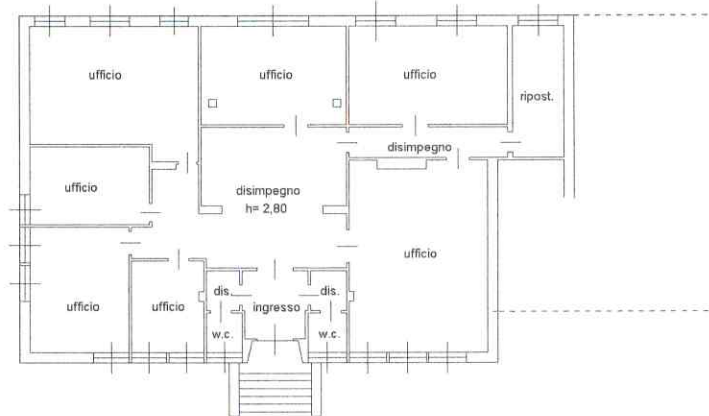 ufficio
ufficio
ufficio
ripost.
disimpegno
ufficio
disimpegno
h= 2,80
ufficio
ufficio
ufficio
dis.
w.c.
ingresso
dis.
w.c.